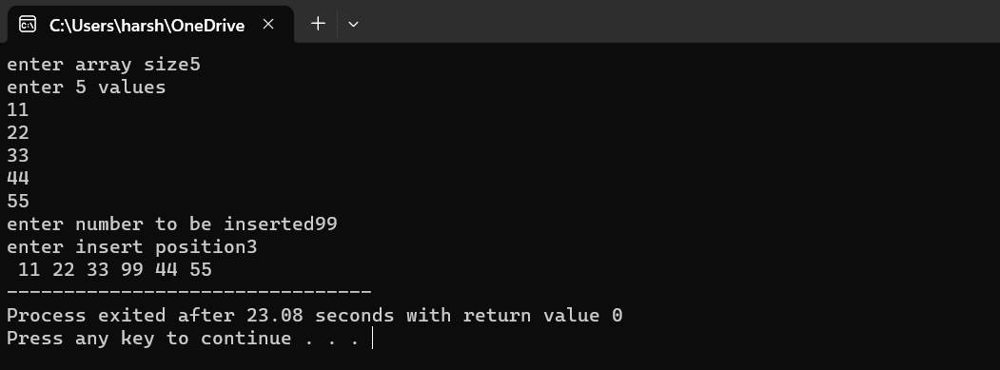 C:\Users\harsh\OneDrive
enter array size5
enter 5 values
11
22
33
44
55
enter number to be inserted99
enter insert position3
 11 22 33 99 44 55
--------------------------------
Process exited after 23.08 seconds with return value 0
Press any key to continue . . .